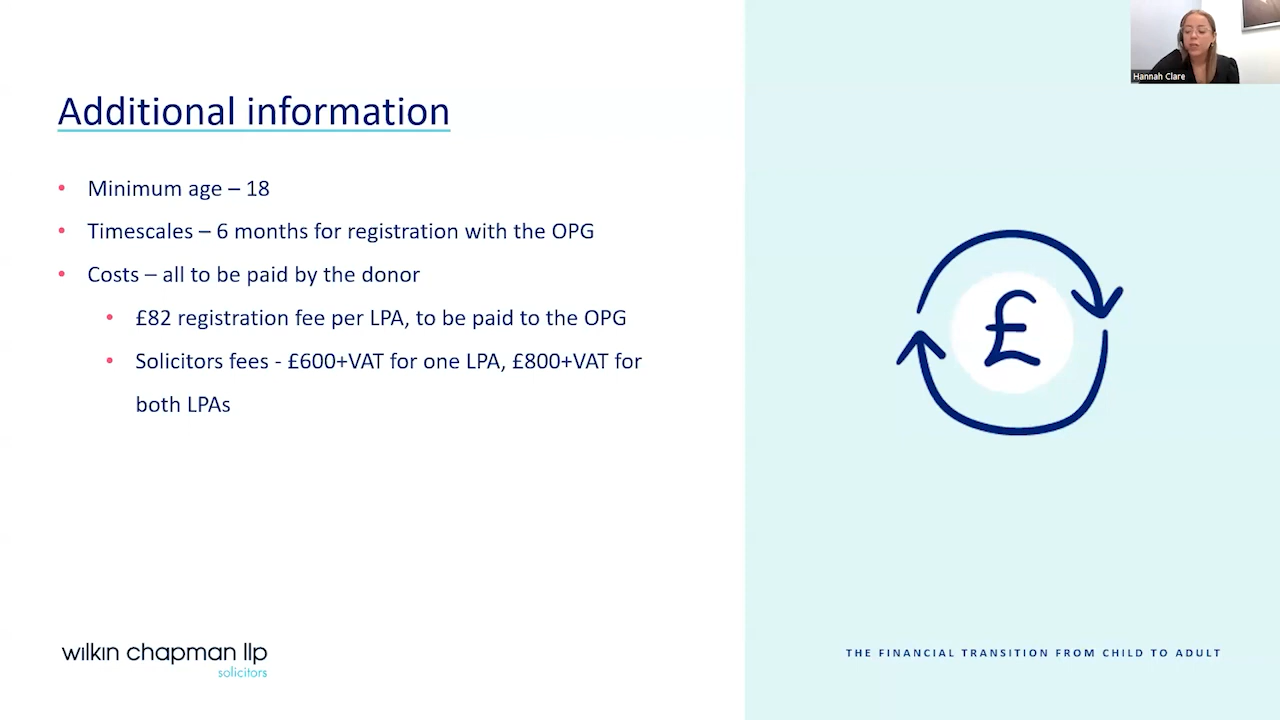 Hannah Clare
Additional information
• Minimum age – 18
• Timescales – 6 months for registration with the OPG
• Costs – all to be paid by the donor
• £82 registration fee per LPA, to be paid to the OPG
• Solicitors fees - £600+VAT for one LPA, £800+VAT for
both LPAs
£
wilkin chapman llp
solicitors
THE FINANCIAL TRANSITION FROM CHILD TO ADULT